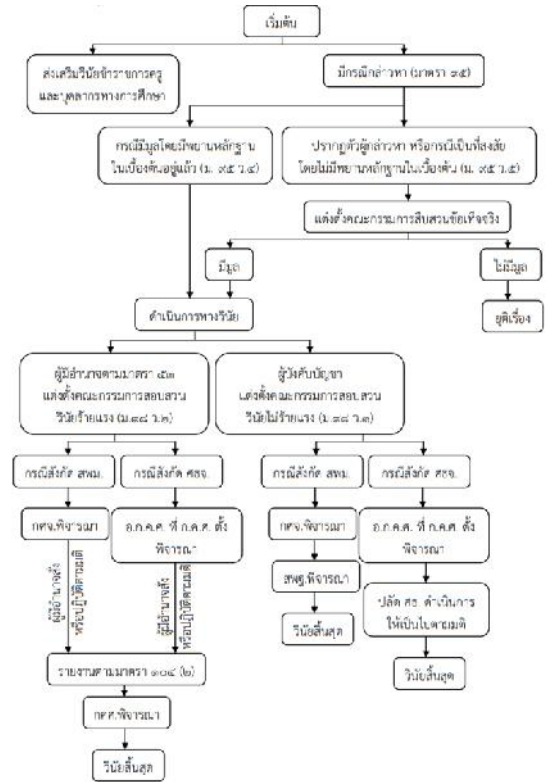 เริ่มต้น
ส่งเสริมวินัยข้าราชการครู
และบุคลากรทางการศึกษา
มีกรณีกล่าวหา (มาตรา ๙๕)
กรณีมีมูลโดยมีพยานหลักฐาน
ในเบื้องต้นอยู่แล้ว (ม. ๙๕ ว.๔)
ปรากฏตัวผู้กล่าวหา หรือกรณีเป็นที่สงสัย
โดยไม่มีพยานหลักฐานในเบื้องต้น (ม. ๙๕ ว.๕)
แต่งตั้งคณะกรรมการสืบสวนข้อเท็จจริง
มีมูล
ไม่มีมูล
ยุติเรื่อง
ดำเนินการทางวินัย
ผู้มีอำนาจตามมาตรา ๕๓
แต่งตั้งคณะกรรมการสอบสวน
วินัยร้ายแรง (ม.๙๘ ว.๒)
ผู้บังคับบัญชา
แต่งตั้งคณะกรรมการสอบสวน
วินัยไม่ร้ายแรง (ม.๙๘ ว.๓)
กรณีสังกัด สพม.
กรณีสังกัด ศธจ.
กรณีสังกัด สพม.
กรณีสังกัด ศธจ.
กศจ.พิจารณา
อ.ก.ค.ศ. ที่ ก.ค.ศ. ตั้ง
พิจารณา
กศจ.พิจารณา
อ.ก.ค.ศ. ที่ ก.ค.ศ. ตั้ง
พิจารณา
ผู้มีอำนาจสั่ง
หรือปฏิบัติตามมติ
ผู้มีอำนาจสั่ง
หรือปฏิบัติตามมติ
สพฐ.พิจารณา
ปลัด ศธ. ดำเนินการ
ให้เป็นไปตามมติ
วินัยสิ้นสุด
วินัยสิ้นสุด
รายงานตามมาตรา ๑๐๔ (๒)
กคศ.พิจารณา
วินัยสิ้นสุด